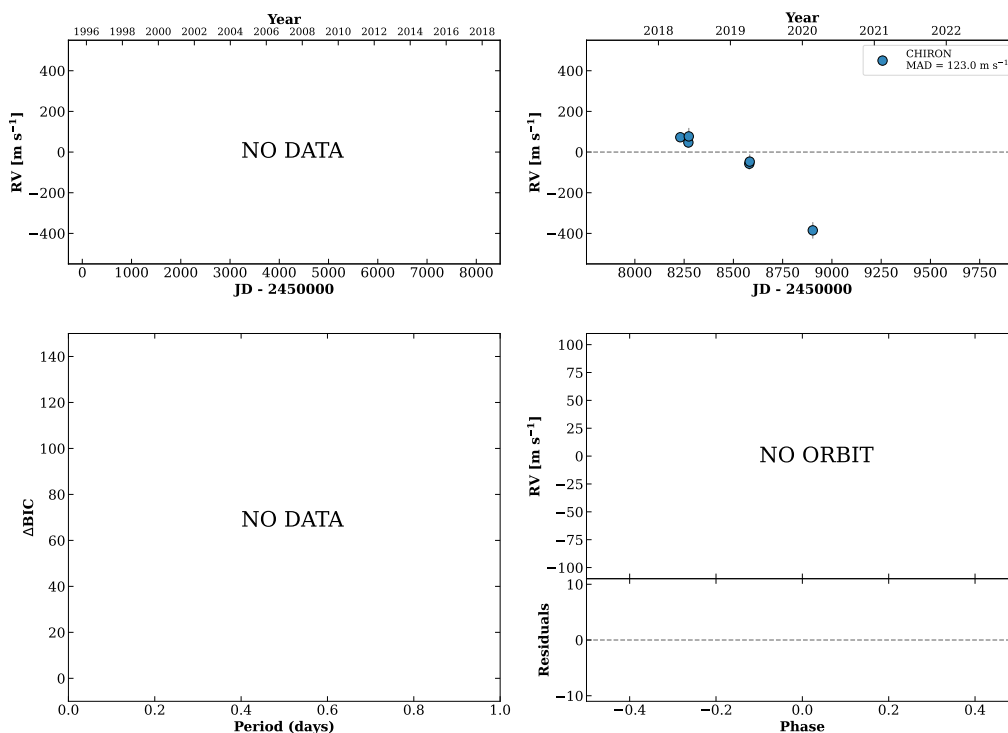 Year
1996 1998 2000 2002 2004 2006 2008 2010 2012 2014 2016 2018
RV [m s⁻¹]
400
200
0
−200
−400
NO DATA
0 1000 2000 3000 4000 5000 6000 7000 8000
JD - 2450000
Year
2018 2019 2020 2021 2022
CHIRON
MAD = 123.0 m s⁻¹
RV [m s⁻¹]
400
200
0
−200
−400
8000 8250 8500 8750 9000 9250 9500 9750
JD - 2450000
ΔBIC
140
120
100
80
60
40
20
0
NO DATA
0.0 0.2 0.4 0.6 0.8 1.0
Period (days)
RV [m s⁻¹]
100
75
50
25
0
−25
−50
−75
−100
NO ORBIT
Residuals
10
0
−10
−0.4 −0.2 0.0 0.2 0.4
Phase